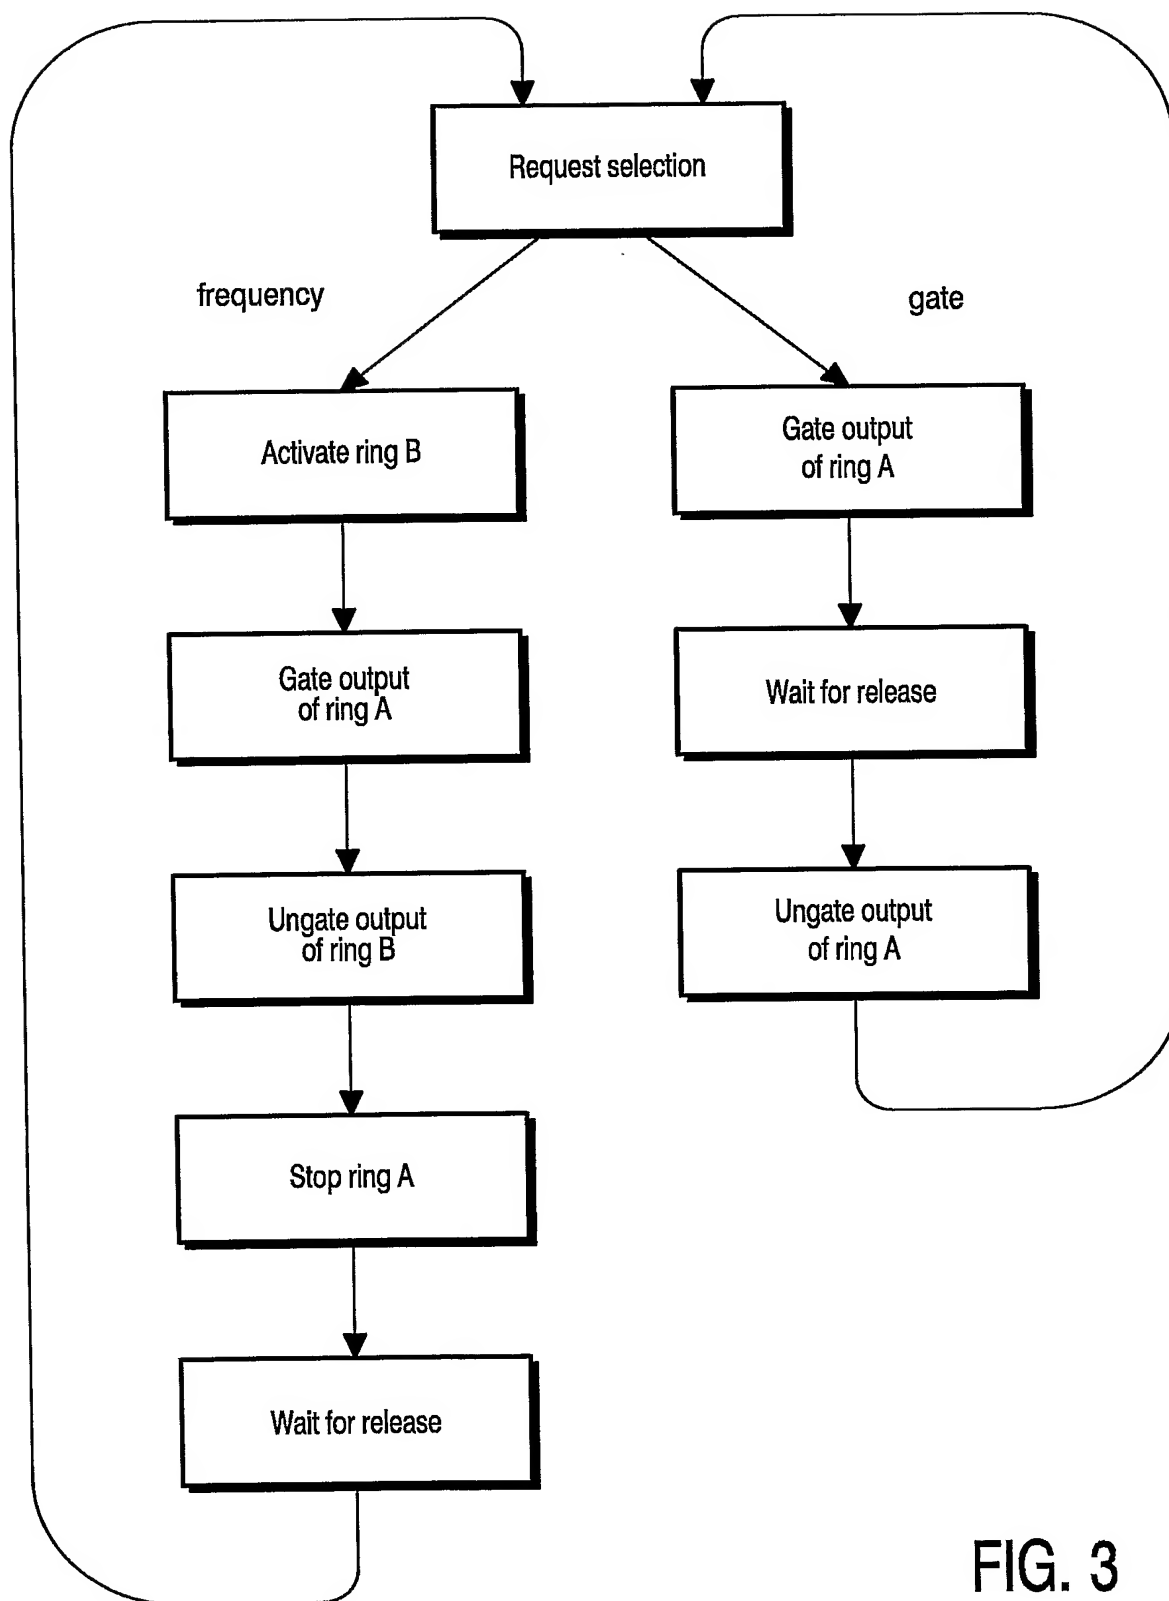 Request selection
frequency
gate
Activate ring B
Gate output
of ring A
Gate output
of ring A
Wait for release
Ungate output
of ring B
Ungate output
of ring A
Stop ring A
Wait for release
FIG. 3